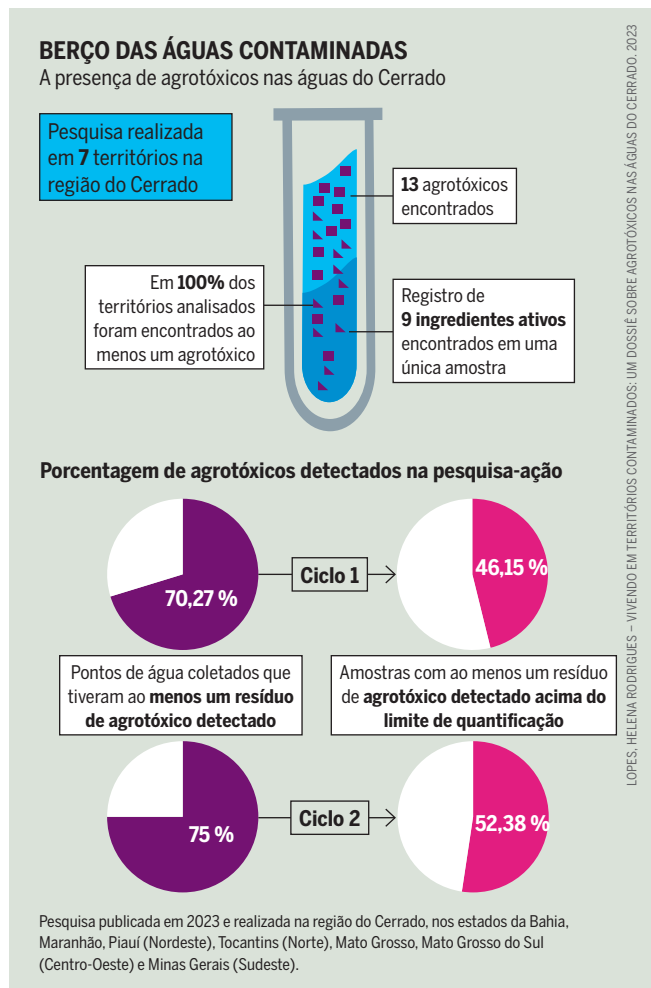 BERÇO DAS ÁGUAS CONTAMINADAS
A presença de agrotóxicos nas águas do Cerrado
Pesquisa realizada
em 7 territórios na
região do Cerrado
13 agrotóxicos
encontrados
Em 100% dos
territórios analisados
foram encontrados ao
menos um agrotóxico
Registro de
9 ingredientes ativos
encontrados em uma
única amostra
Porcentagem de agrotóxicos detectados na pesquisa-ação
70,27 %
Ciclo 1
46,15 %
Pontos de água coletados que
tiveram ao menos um resíduo
de agrotóxico detectado
Amostras com ao menos um resíduo
de agrotóxico detectado acima do
limite de quantificação
75 %
Ciclo 2
52,38 %
Pesquisa publicada em 2023 e realizada na região do Cerrado, nos estados da Bahia,
Maranhão, Piauí (Nordeste), Tocantins (Norte), Mato Grosso, Mato Grosso do Sul
(Centro-Oeste) e Minas Gerais (Sudeste).
LOPES, HELENA RODRIGUES – VIVENDO EM TERRITÓRIOS CONTAMINADOS: UM DOSSIÊ SOBRE AGROTÓXICOS NAS ÁGUAS DO CERRADO. 2023